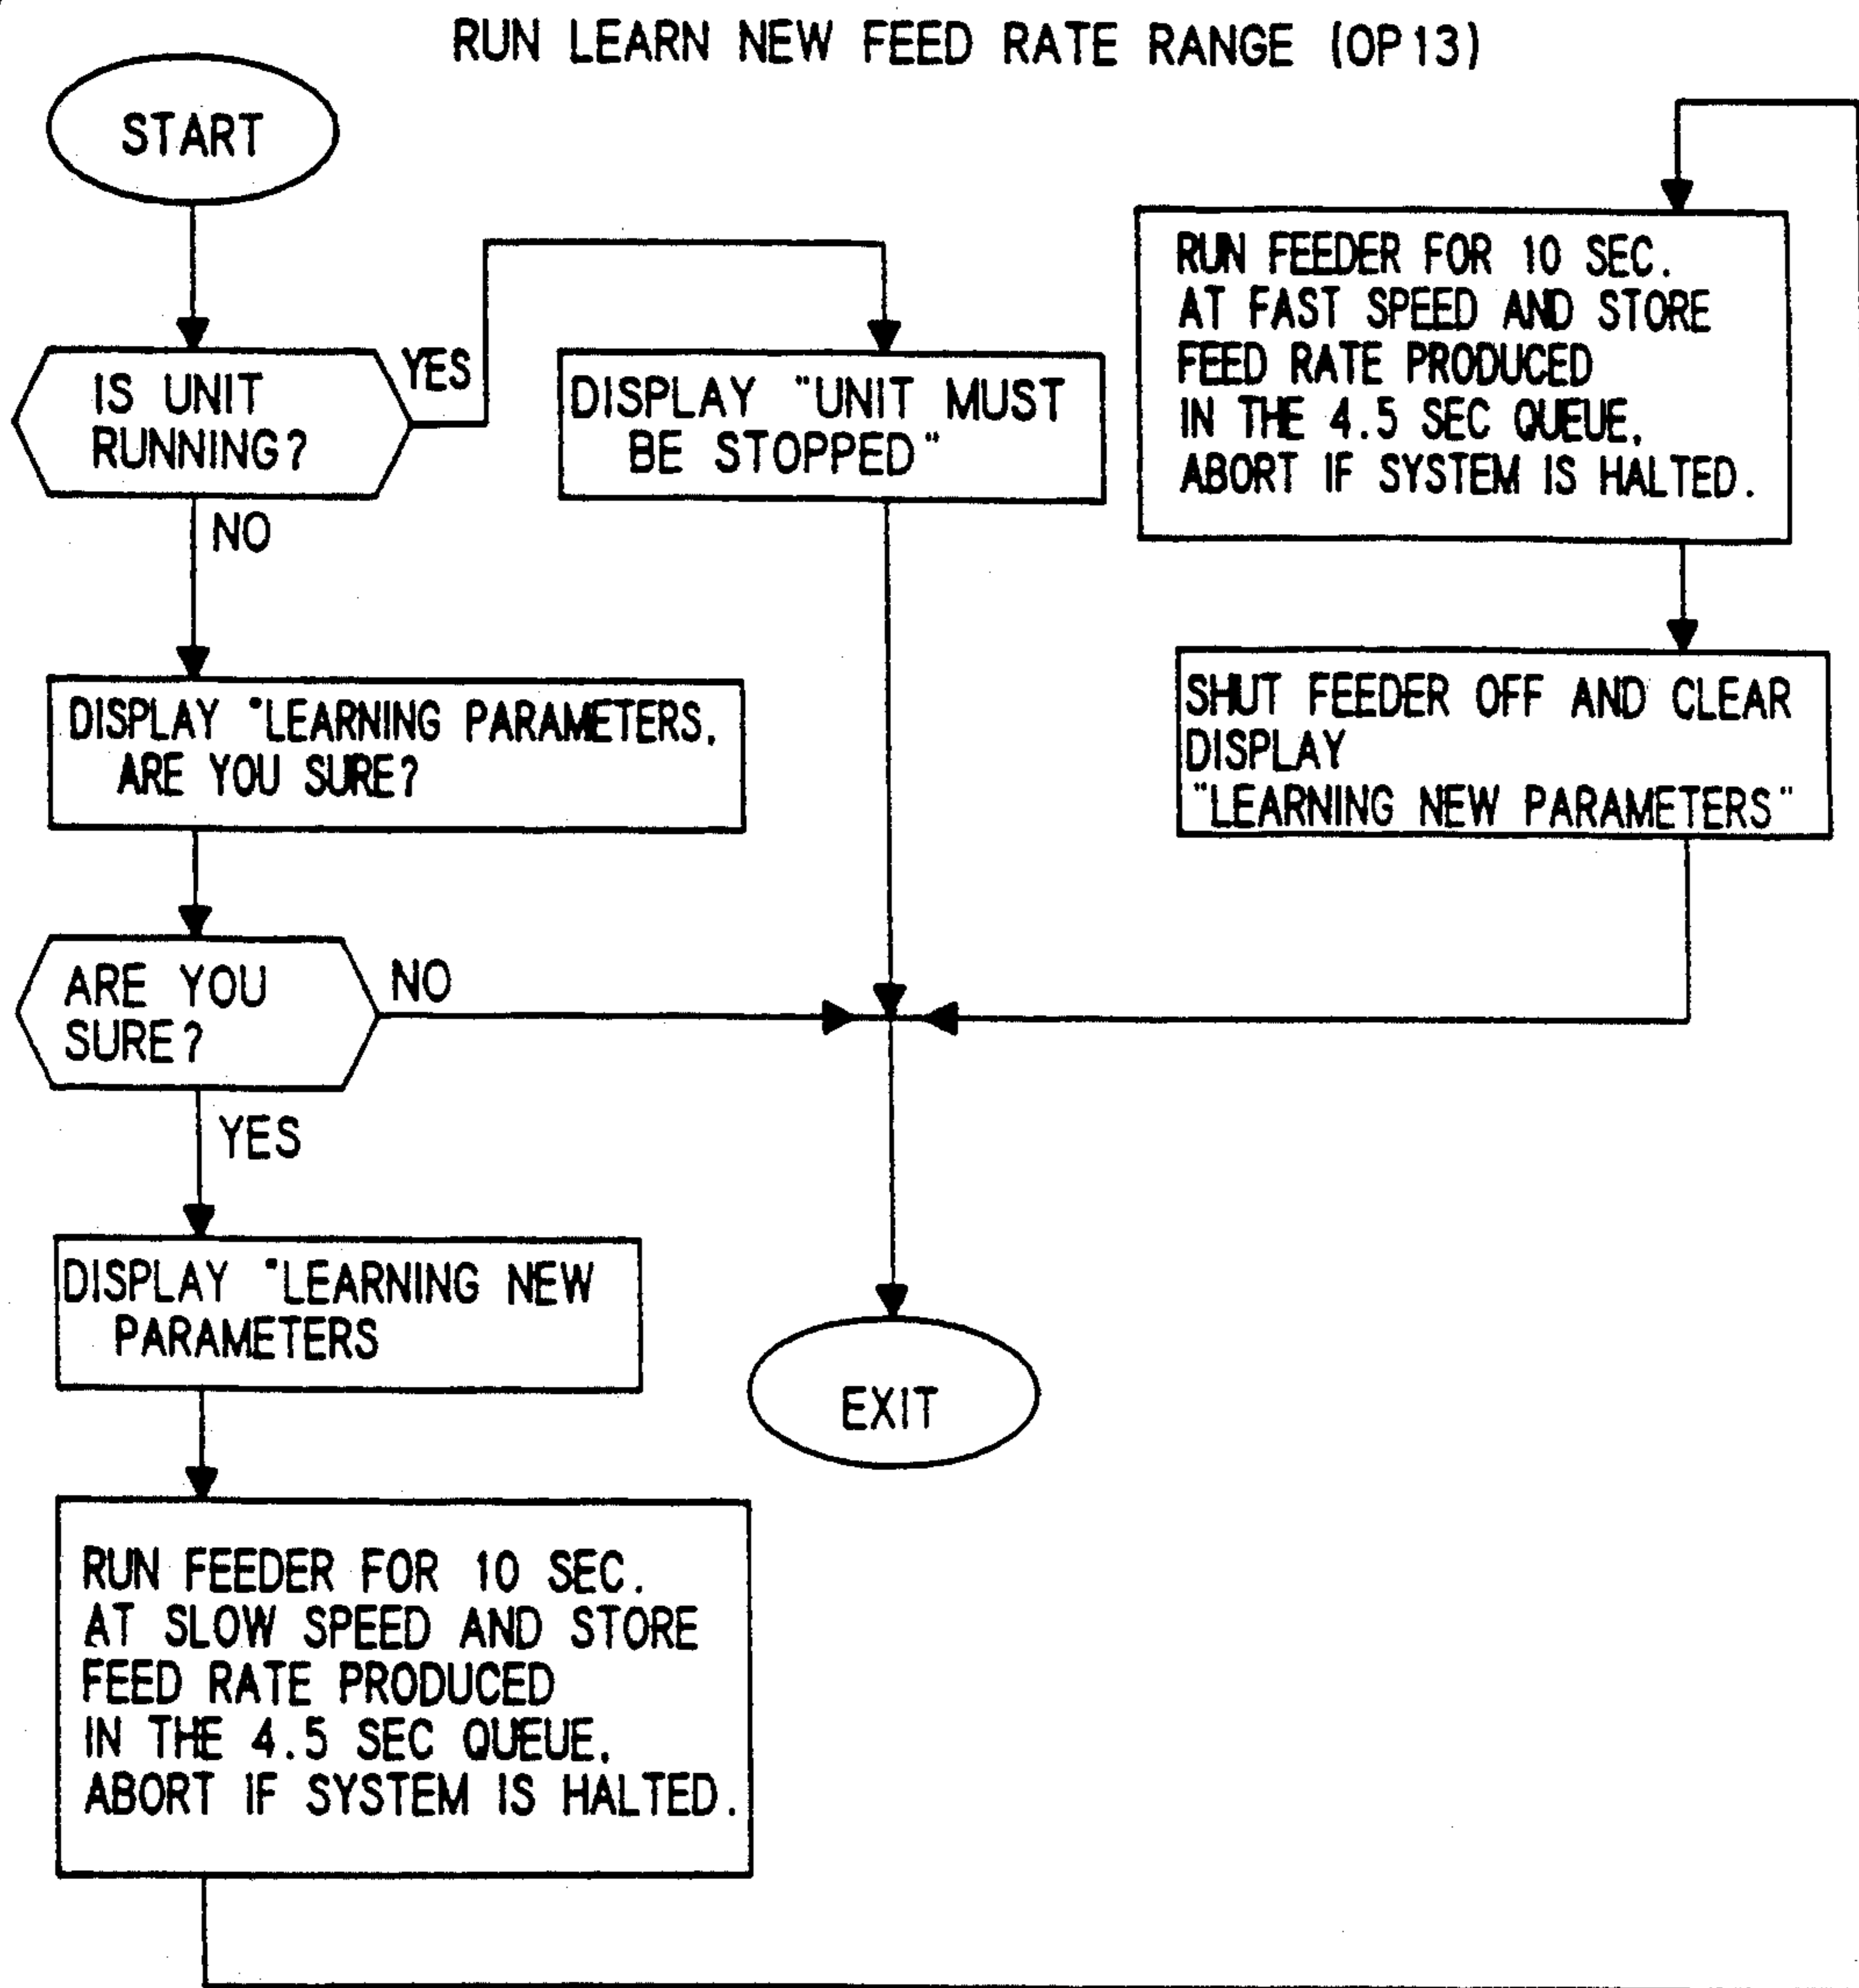 RUN LEARN NEW FEED RATE RANGE (OP13)
START
IS UNIT
RUNNING?
YES
NO
DISPLAY "UNIT MUST
BE STOPPED"
DISPLAY "LEARNING PARAMETERS,
ARE YOU SURE?
ARE YOU
SURE?
NO
YES
DISPLAY "LEARNING NEW
PARAMETERS
RUN FEEDER FOR 10 SEC.
AT SLOW SPEED AND STORE
FEED RATE PRODUCED
IN THE 4.5 SEC QUEUE,
ABORT IF SYSTEM IS HALTED.
RUN FEEDER FOR 10 SEC.
AT FAST SPEED AND STORE
FEED RATE PRODUCED
IN THE 4.5 SEC QUEUE,
ABORT IF SYSTEM IS HALTED.
SHUT FEEDER OFF AND CLEAR
DISPLAY
"LEARNING NEW PARAMETERS"
EXIT